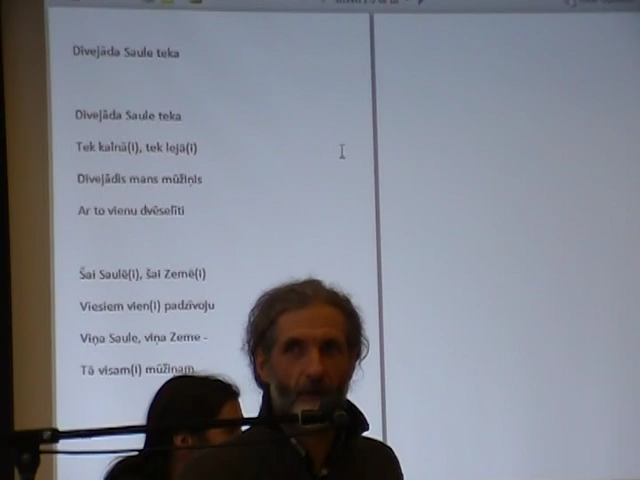 Divejāda Saule teka
Divejāda Saule teka
Tek kalnā(i), tek lejā(i)
Divejādis mans mūžiņis
Ar to vienu dvēselīti
Šai Saulē(i), šai Zemē(i)
Viesiem vien(i) padzīvoju
Viņa Saule, viņa Zeme -
Tā visam(i) mūžiņam